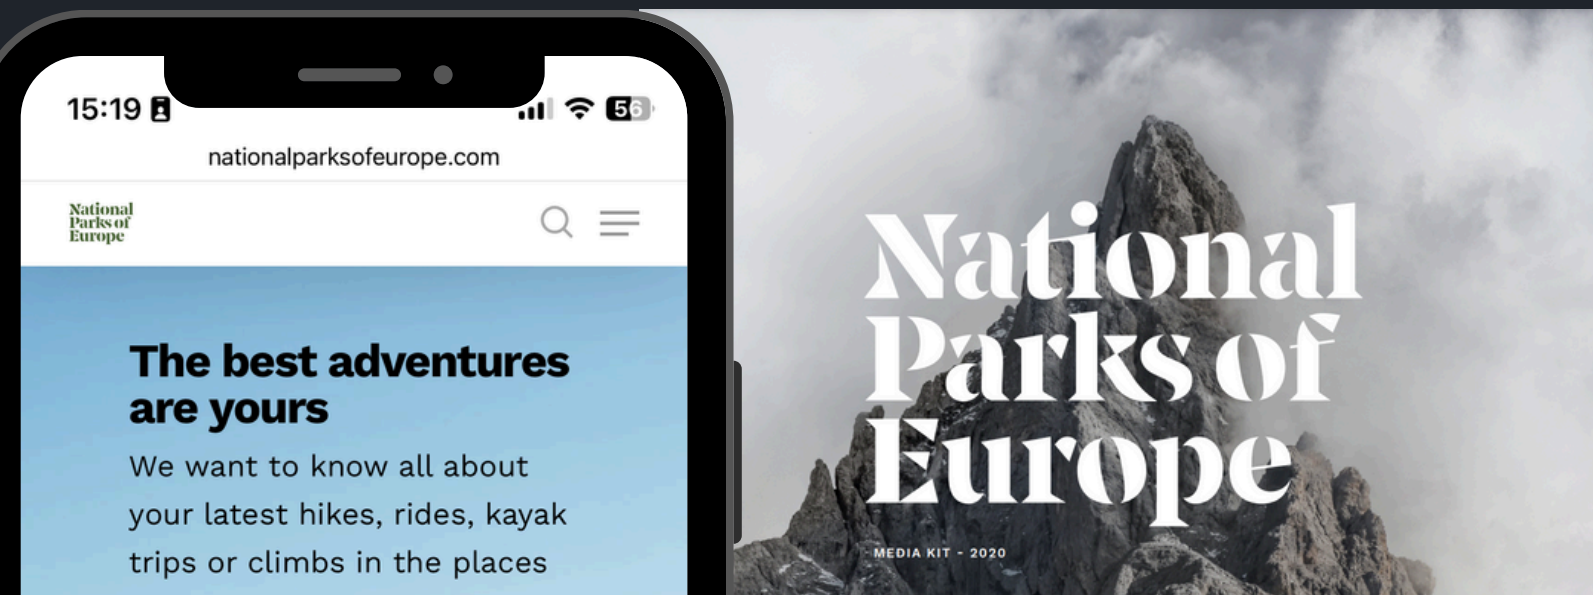 15:19
56
nationalparksofeurope.com
National
Parks of
Europe
The best adventures
are yours
We want to know all about
your latest hikes, rides, kayak
trips or climbs in the places
National
Parks of
Europe
MEDIA KIT - 2020